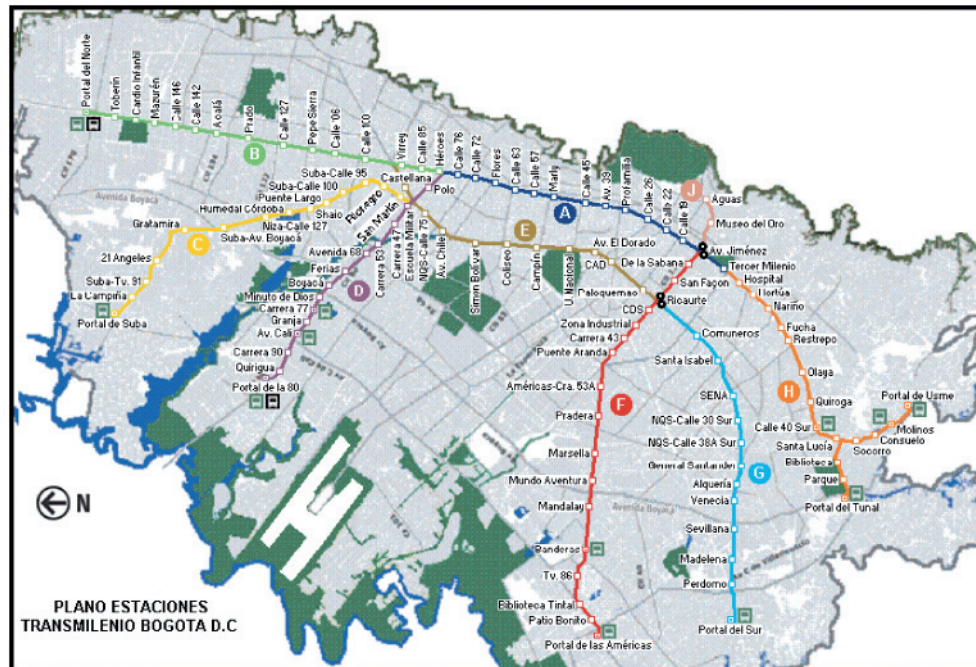 Portal del Norte
Toberín
Cardio Infantil
Mazurén
Calle 146
Calle 142
Alcalá
Prado
Calle 127
Pepe Sierra
Calle 106
Calle 100
Virrey
Calle 85
Héroes
Calle 76
Calle 72
Flores
Calle 63
Calle 57
Marly
Calle 45
Av. 39
Profamilia
Calle 26
Calle 22
Calle 19
J
Aguas
Museo del Oro
Av. Jiménez
Tercer Milenio
Hospital
Hortúa
Nariño
Fucha
Restrepo
Olaya
Quiroga
H
Calle 40 Sur
Santa Lucía
Portal de Usme
Molinos
Consuelo
Socorro
Biblioteca
Parque
Portal del Tunal
B
A
Castellana
Polo
Suba-Calle 95
Suba-Calle 100
Puente Largo
Humedal Córdoba
Shaio
Niza-Calle 127
Suba-Av. Boyacá
Gratamira
21 Angeles
Suba-Tv. 91
La Campiña
Portal de Suba
C
Avenida Boyacá
Rionegro
San Martín
Avenida 68
Ferias
Boyacá
Minuto de Dios
Carrera 77
Granja
Av. Cali
Carrera 90
Quirigua
Portal de la 80
D
Carrera 53
Carrera 47
Escuela Militar
NQS-Calle 75
Av. Chile
Simon Bolívar
Coliseo
Campín
U. Nacional
E
Av. El Dorado
CAD
Paloquemao
De la Sabana
San Façon
Ricaurte
CDS
Zona Industrial
Carrera 43
Puente Aranda
Américas-Cra. 53A
F
Pradera
Marsella
Mundo Aventura
Mandalay
Banderas
Tv. 86
Biblioteca Tintal
Patio Bonito
Portal de las Américas
Comuneros
Santa Isabel
SENA
NQS-Calle 30 Sur
NQS-Calle 38A Sur
General Santander
G
Alquería
Venecia
Avenida Boyacá
Sevillana
Madelena
Perdomo
Portal del Sur
N
PLANO ESTACIONES
TRANSMILENIO BOGOTA D.C